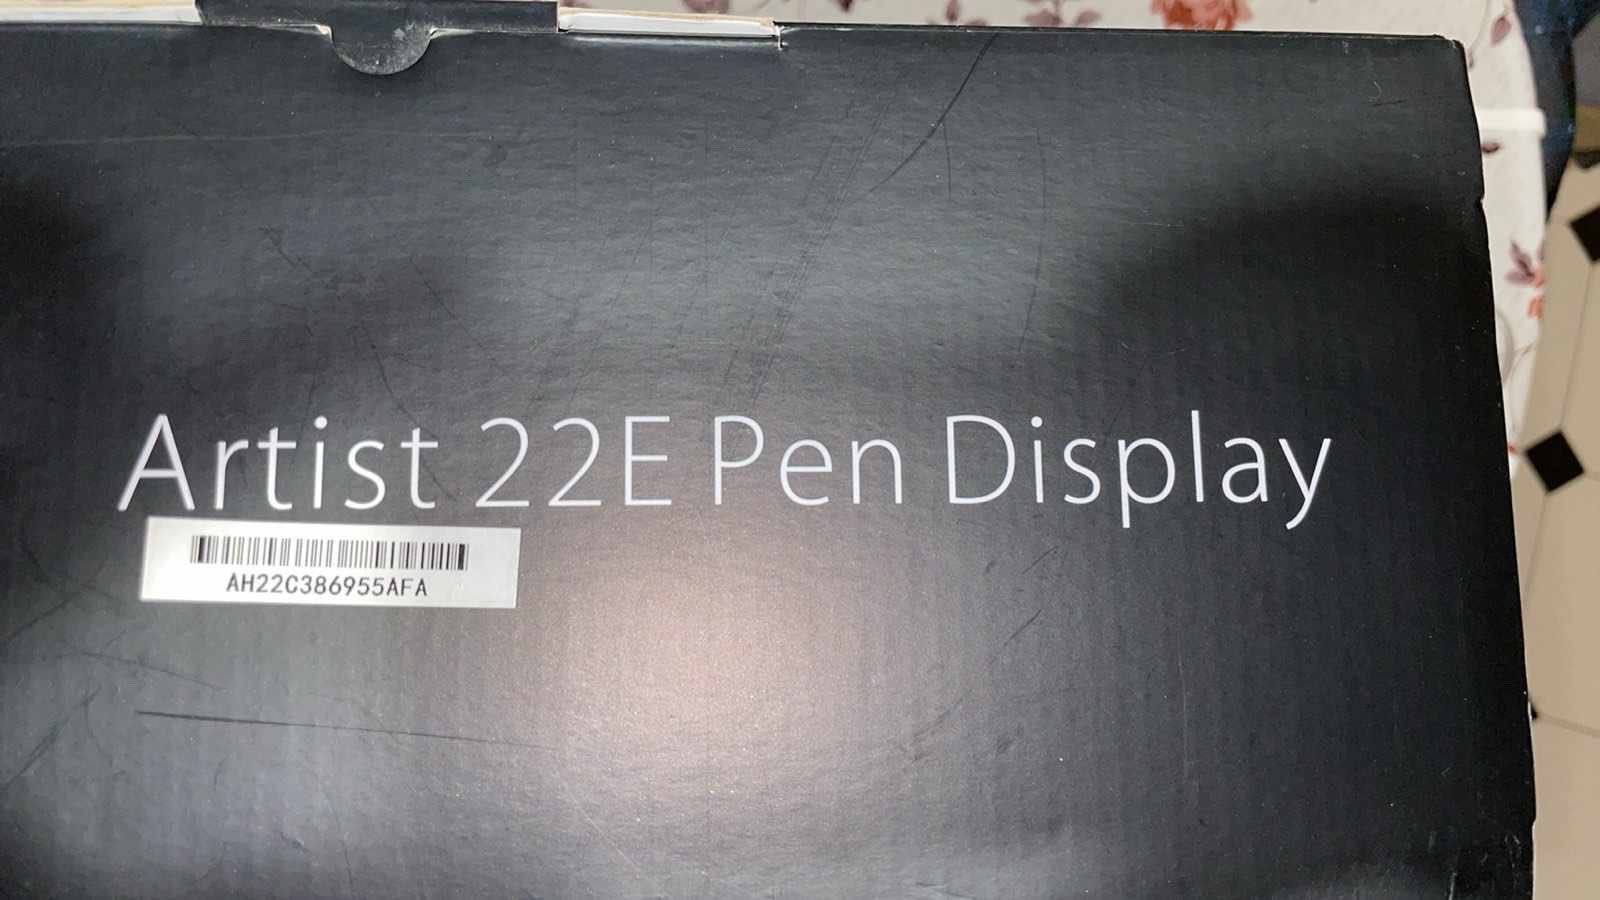 Artist 22E Pen Display
AH22C386955AFA